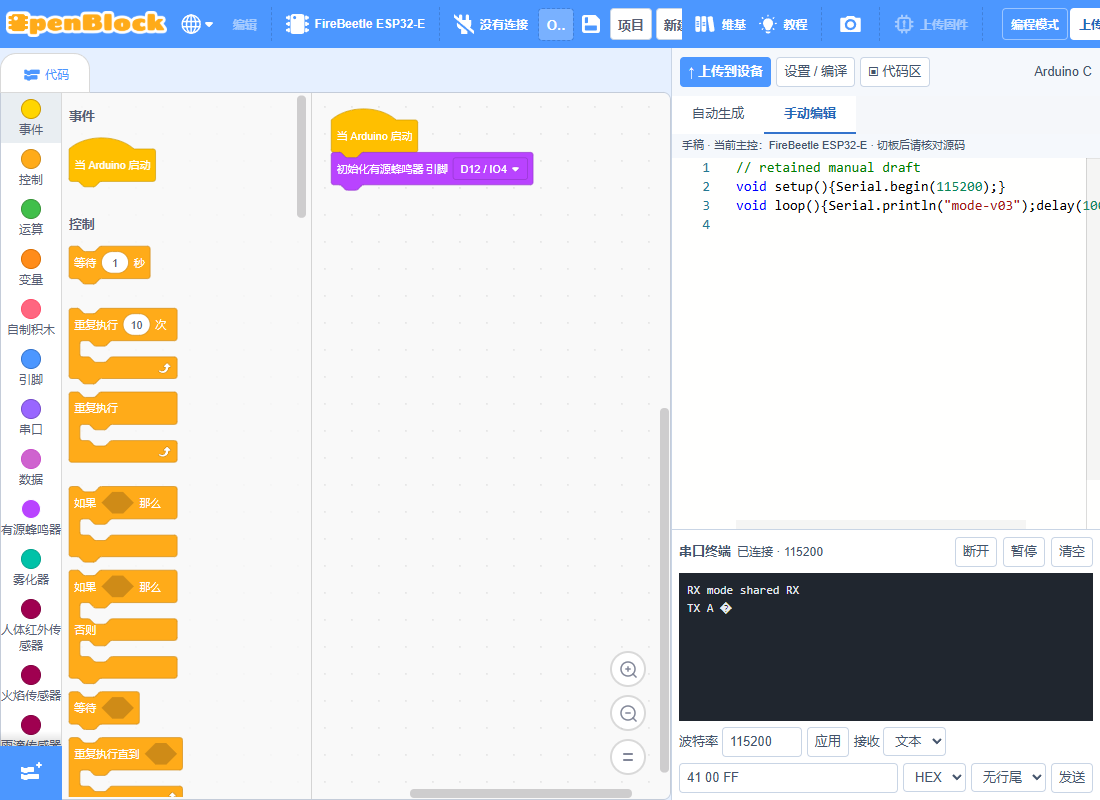 OpenBlock
编辑
FireBeetle ESP32-E
没有连接
O..
项目
新建
维基
教程
上传固件
编程模式
上传
代码
事件
控制
运算
变量
自制积木
引脚
串口
数据
有源蜂鸣器
雾化器
人体红外传
感器
火焰传感器
雨滴传感器
事件
当 Arduino 启动
控制
等待 1 秒
重复执行 10 次
重复执行
如果 那么
如果 那么
否则
等待
重复执行直到
当 Arduino 启动
初始化有源蜂鸣器 引脚 D12 / IO4
↑ 上传到设备
设置 / 编译
代码区
Arduino C
自动生成
手动编辑
手稿 · 当前主控：FireBeetle ESP32-E · 切板后请核对源码
1 // retained manual draft
2 void setup(){Serial.begin(115200);}
3 void loop(){Serial.println("mode-v03");delay(100
4
串口终端 已连接 · 115200
断开
暂停
清空
RX mode shared RX
TX A �
波特率 115200 应用 接收 文本
41 00 FF HEX 无行尾 发送